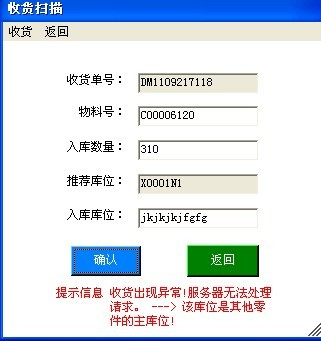 收货扫描
收货 返回
收货单号： DM1109217118
物料号： C00006120
入库数量： 310
推荐库位： X0001N1
入库库位： jkjkjkjfgfg
确认 返回
提示信息 收货出现异常!服务器无法处理
请求。 ---> 该库位是其他零
件的主库位!